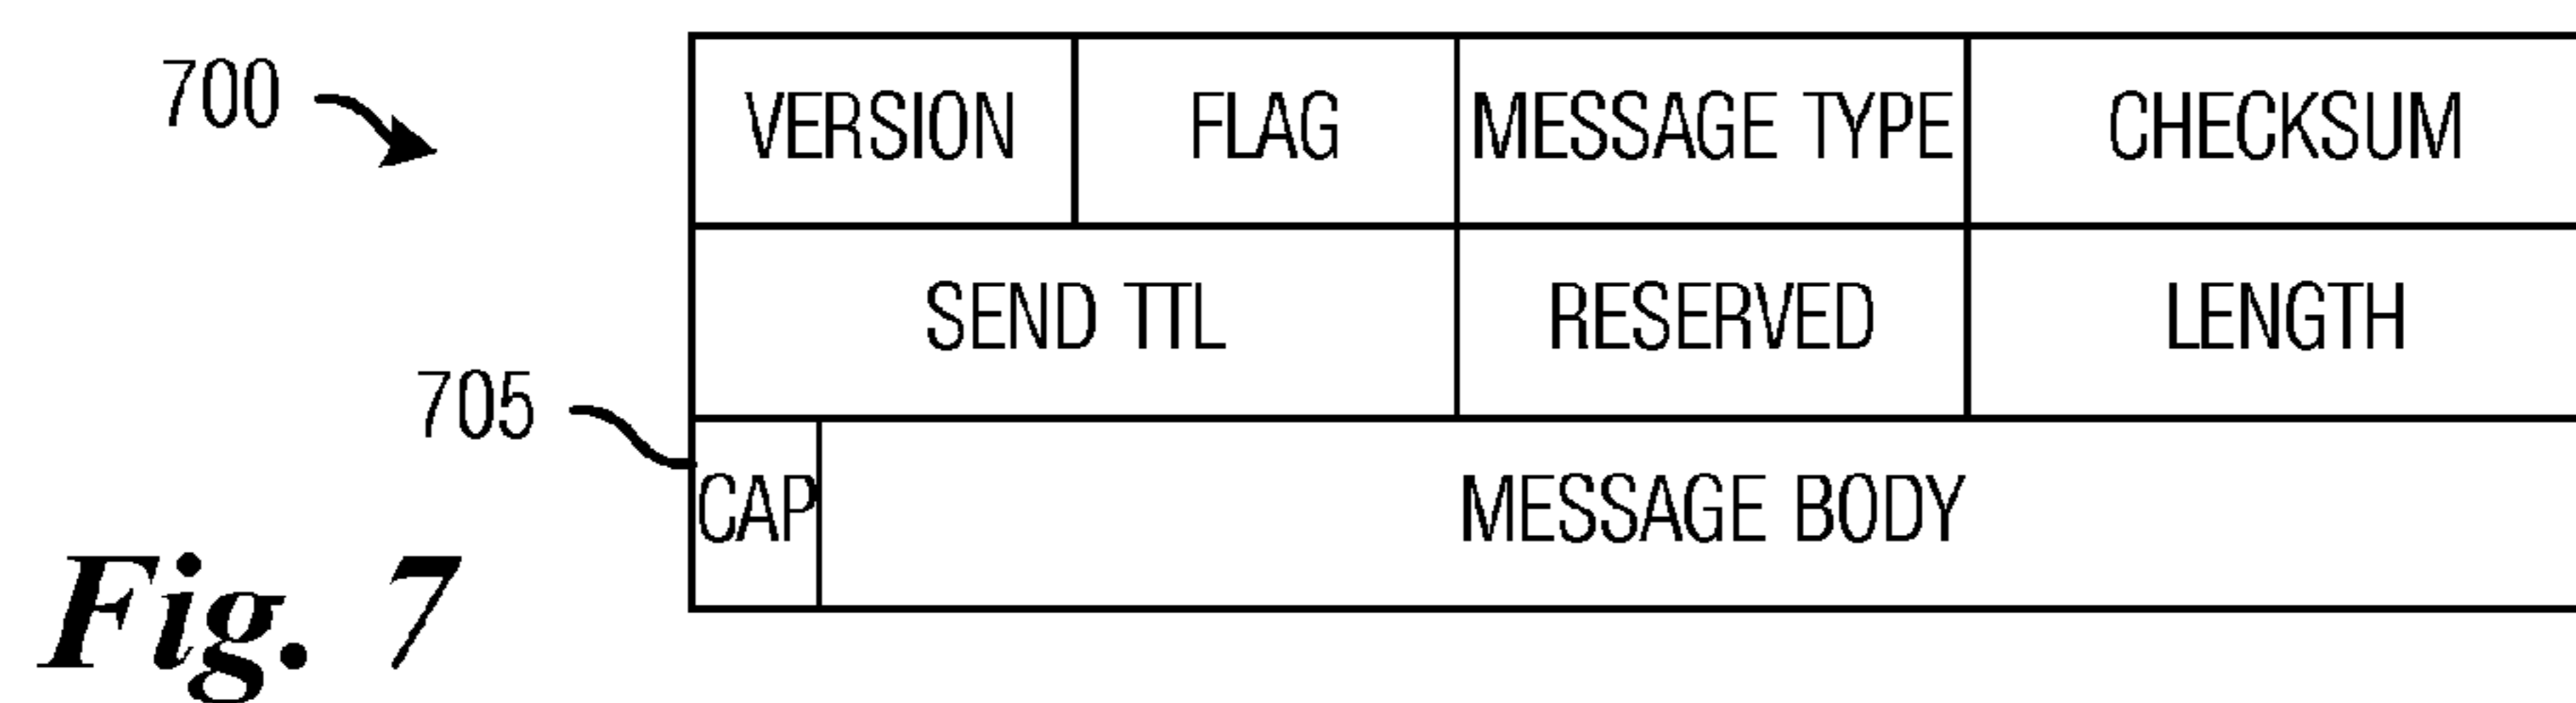 700 VERSION FLAG MESSAGE TYPE CHECKSUM
SEND TTL RESERVED LENGTH
705
CAP MESSAGE BODY
Fig. 7